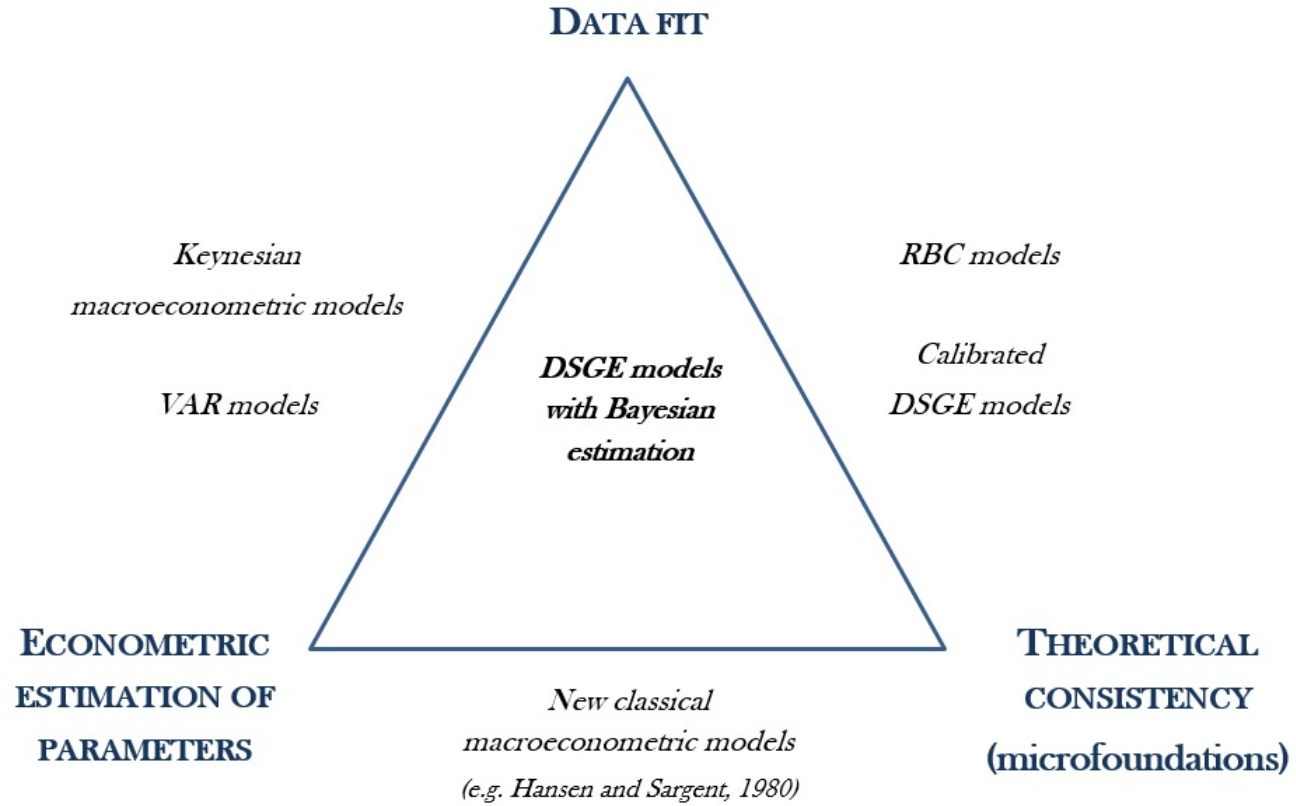 DATA FIT
Keynesian
macroeconometric models
VAR models
RBC models
Calibrated
DSGE models
DSGE models
with Bayesian
estimation
ECONOMETRIC
ESTIMATION OF
PARAMETERS
THEORETICAL
CONSISTENCY
(microfoundations)
New classical
macroeconometric models
(e.g. Hansen and Sargent, 1980)